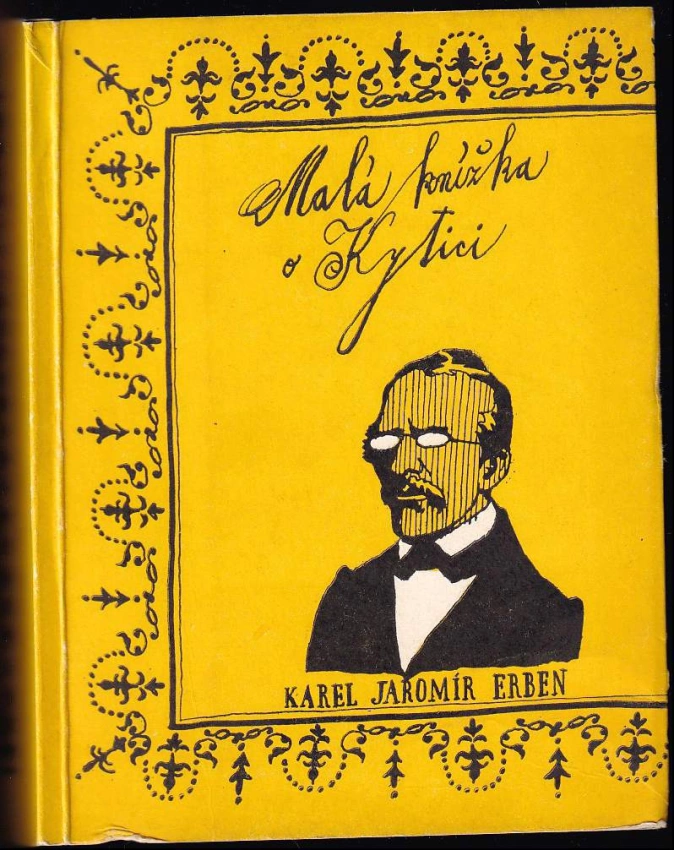 Malá knížka
o Kytici
KAREL JAROMÍR ERBEN